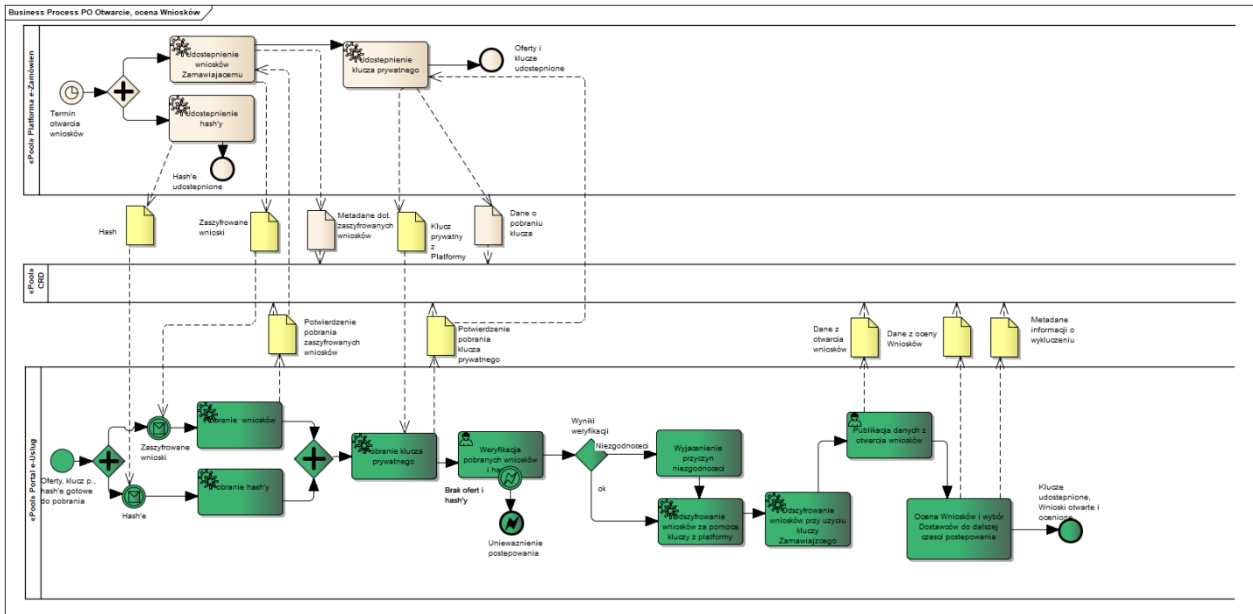 Business Process PO Otwarcie, ocena Wniosków
«Pool» Platforma e-Zamówien
Termin
otwarcia
wniosków
Udostepnienie
wniosków
Zamawiajacemu
Udostepnienie
hash'y
Hash'e
udostepnione
Udostepnienie
klucza prywatnego
Oferty i
klucze
udostepnione
Hash
Zaszyfrowane
wnioski
Metadane dot.
zaszyfrowanych
wniosków
Klucz
prywatny
z
Platformy
Dane o
pobraniu
klucza
«Pool»
CRD
Potwierdzenie
pobrania
zaszyfrowanych
wniosków
Potwierdzenie
pobrania
klucza
prywatnego
Dane z
otwarcia
wniosków
Dane z oceny
Wniosków
Metadane
informacji o
wykluczeniu
«Pool» Portal e-Usług
Oferty, klucz p.,
hash'e gotowe
do pobrania
Zaszyfrowane
wnioski
Hash'e
Pobranie wniosków
Pobranie hash'y
Pobranie klucza
prywatnego
Weryfikacja
pobranych wniosków
i ha
Brak ofert i
hash'y
Uniewaznienie
postepowania
Wyniki
weryfikacji
Niezgodnoceci
ok
Wyjacenienie
przyczyn
niezgodnoceci
Odszyfrowanie
wniosków za pomoca
kluczy z platformy
Odszyfrowanie
wniosków przy uzyciu
kluczy
Zamawiejzcego
Publikacja danych z
otwarcia wniosków
Ocena Wniosków i wybór
Dostawców do dalszej
czesci postepowania
Klucze
udostepnione,
Wnioski otwarte i
ocenione